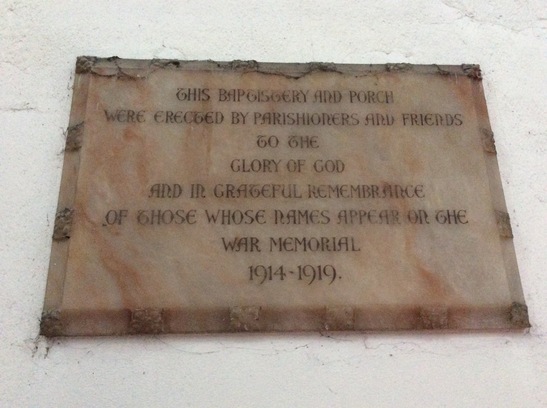 THIS BAPTISTERY AND PORCH
WERE ERECTED BY PARISHIONERS AND FRIENDS
TO THE
GLORY OF GOD
AND IN GRATEFUL REMEMBRANCE
OF THOSE WHOSE NAMES APPEAR ON THE
WAR MEMORIAL
1914-1919.